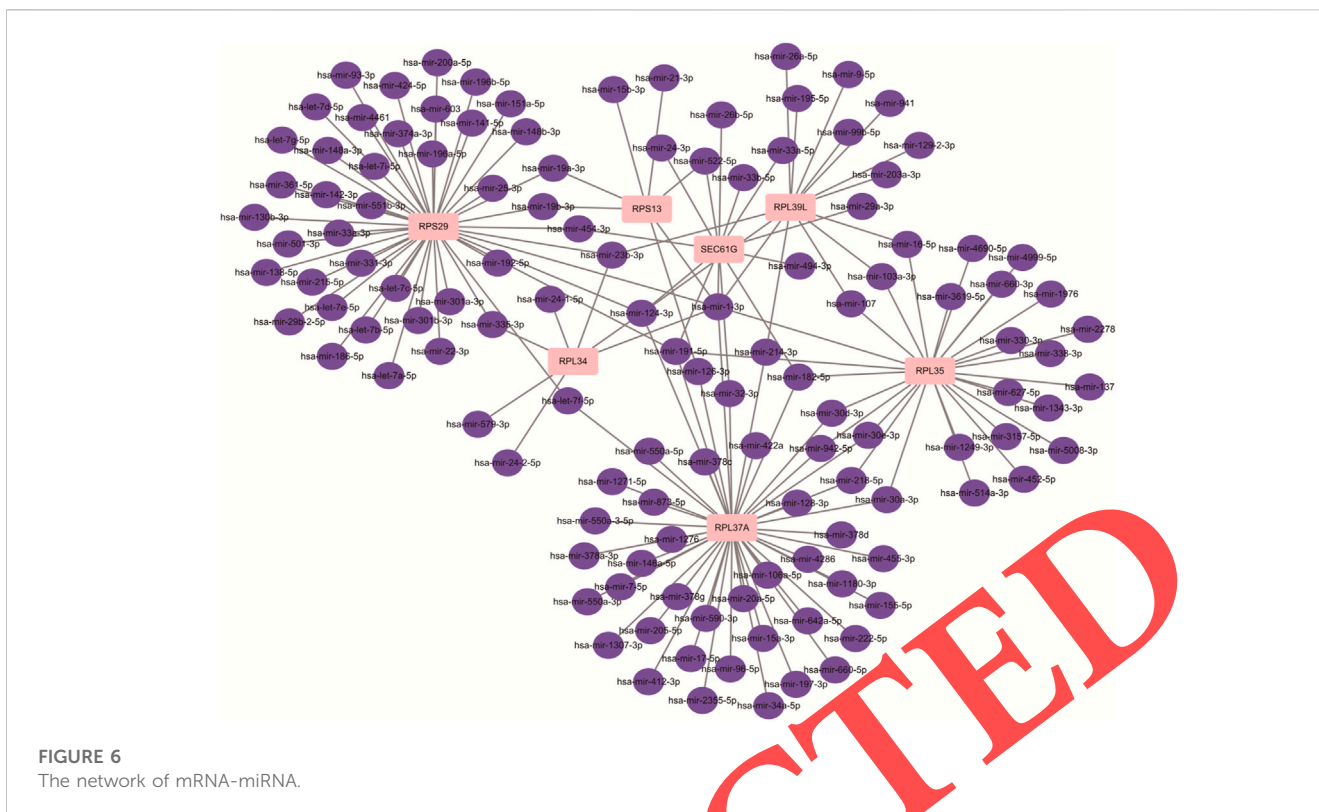 hsa-mir-26a-5p
hsa-mir-200a-5p
hsa-mir-93-3p
hsa-mir-21-3p
hsa-mir-9-5p
hsa-mir-424-5p
hsa-mir-196b-5p
hsa-mir-15b-3p
hsa-mir-195-5p
hsa-mir-941
hsa-let-7d-5p
hsa-mir-603
hsa-mir-151a-5p
hsa-mir-26b-5p
hsa-mir-4461
hsa-mir-141-5p
hsa-mir-374a-3p
hsa-mir-148b-3p
hsa-mir-99b-5p
hsa-let-7g-5p
hsa-mir-148a-3p
hsa-mir-196a-5p
hsa-mir-24-3p
hsa-mir-33a-5p
hsa-mir-129-2-3p
hsa-let-7i-5p
hsa-mir-19a-3p
hsa-mir-522-5p
hsa-mir-203a-3p
hsa-mir-361-5p
hsa-mir-142-3p
hsa-mir-25-3p
hsa-mir-33b-5p
hsa-mir-551b-3p
hsa-mir-19b-3p
RPS13
RPL39L
hsa-mir-29a-3p
hsa-mir-130b-3p
hsa-mir-33a-3p
RPS29
hsa-mir-454-3p
hsa-mir-501-3p
hsa-mir-23b-3p
SEC61G
hsa-mir-16-5p
hsa-mir-4690-5p
hsa-mir-4999-5p
hsa-mir-138-5p
hsa-mir-331-3p
hsa-mir-192-5p
hsa-mir-494-3p
hsa-mir-103a-3p
hsa-mir-660-3p
hsa-mir-215-5p
hsa-let-7c-5p
hsa-mir-301a-3p
hsa-mir-24-1-5p
hsa-mir-1-3p
hsa-mir-107
hsa-mir-3619-5p
hsa-mir-1976
hsa-let-7e-5p
hsa-mir-124-3p
hsa-mir-29b-2-5p
hsa-let-7b-5p
hsa-mir-301b-3p
hsa-mir-335-3p
hsa-mir-2278
hsa-mir-330-3p
hsa-mir-186-5p
hsa-mir-22-3p
hsa-mir-191-5p
hsa-mir-214-3p
hsa-mir-338-3p
RPL34
RPL35
hsa-let-7a-5p
hsa-mir-126-3p
hsa-mir-182-5p
hsa-mir-137
hsa-let-7f-5p
hsa-mir-32-3p
hsa-mir-627-5p
hsa-mir-1343-3p
hsa-mir-579-3p
hsa-mir-30d-3p
hsa-mir-550a-5p
hsa-mir-422a
hsa-mir-942-5p
hsa-mir-30e-3p
hsa-mir-3157-5p
hsa-mir-1249-3p
hsa-mir-5008-3p
hsa-mir-24-2-5p
hsa-mir-378c
hsa-mir-1271-5p
hsa-mir-218-5p
hsa-mir-452-5p
hsa-mir-514a-3p
hsa-mir-873-5p
hsa-mir-128-3p
hsa-mir-30a-3p
hsa-mir-550a-3-5p
RPL37A
hsa-mir-378d
hsa-mir-1276
hsa-mir-378a-3p
hsa-mir-146a-5p
hsa-mir-4286
hsa-mir-455-3p
hsa-mir-106a-5p
hsa-mir-1180-3p
hsa-mir-7-5p
hsa-mir-550a-3p
hsa-mir-378g
hsa-mir-20a-5p
hsa-mir-155-5p
hsa-mir-590-3p
hsa-mir-642a-5p
hsa-mir-205-5p
hsa-mir-15a-3p
hsa-mir-222-5p
hsa-mir-1307-3p
hsa-mir-17-5p
hsa-mir-96-5p
hsa-mir-660-5p
hsa-mir-412-3p
hsa-mir-197-3p
hsa-mir-2355-5p
hsa-mir-34a-5p
CTED
FIGURE 6
The network of mRNA-miRNA.